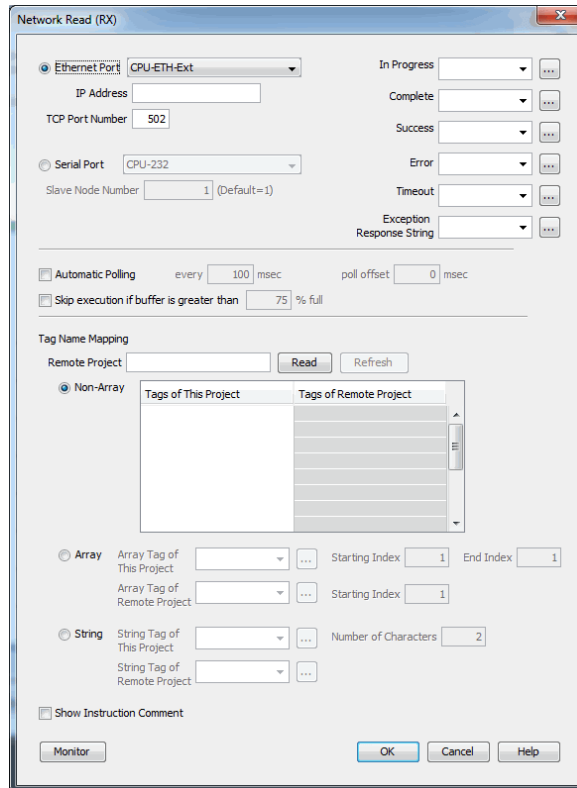 Network Read (RX)
Ethernet Port CPU-ETH-Ext In Progress ...
IP Address
Complete ...
TCP Port Number 502
Success ...
Serial Port CPU-232 Error ...
Slave Node Number 1 (Default=1) Timeout ...
Exception
Response String ...
Automatic Polling every 100 msec poll offset 0 msec
Skip execution if buffer is greater than 75 % full
Tag Name Mapping
Remote Project Read Refresh
Non-Array Tags of This Project Tags of Remote Project
Array Array Tag of
This Project ... Starting Index 1 End Index 1
Array Tag of
Remote Project ... Starting Index 1
String String Tag of
This Project ... Number of Characters 2
String Tag of
Remote Project ...
Show Instruction Comment
Monitor OK Cancel Help